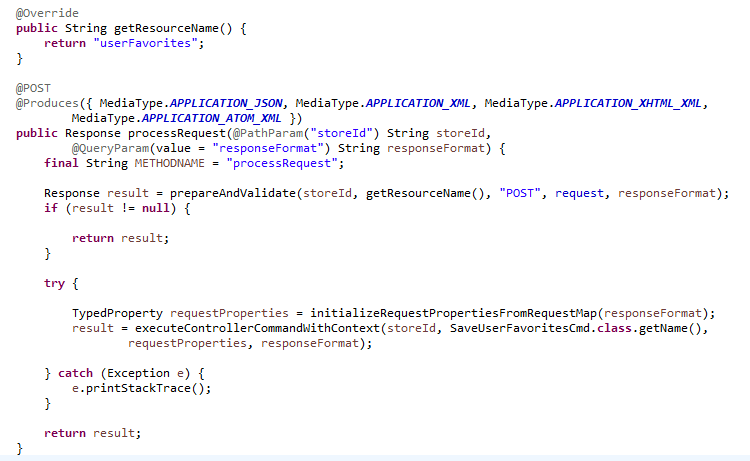 @Override
public String getResourceName() {
    return "userFavorites";
}
@POST
@Produces({ MediaType.APPLICATION_JSON, MediaType.APPLICATION_XML, MediaType.APPLICATION_XHTML_XML,
        MediaType.APPLICATION_ATOM_XML })
public Response processRequest(@PathParam("storeId") String storeId,
        @QueryParam(value = "responseFormat") String responseFormat) {
    final String METHODNAME = "processRequest";
    Response result = prepareAndValidate(storeId, getResourceName(), "POST", request, responseFormat);
    if (result != null) {
        return result;
    }
    try {
        TypedProperty requestProperties = initializeRequestPropertiesFromRequestMap(responseFormat);
        result = executeControllerCommandWithContext(storeId, SaveUserFavoritesCmd.class.getName(),
                requestProperties, responseFormat);
    } catch (Exception e) {
        e.printStackTrace();
    }
    return result;
}